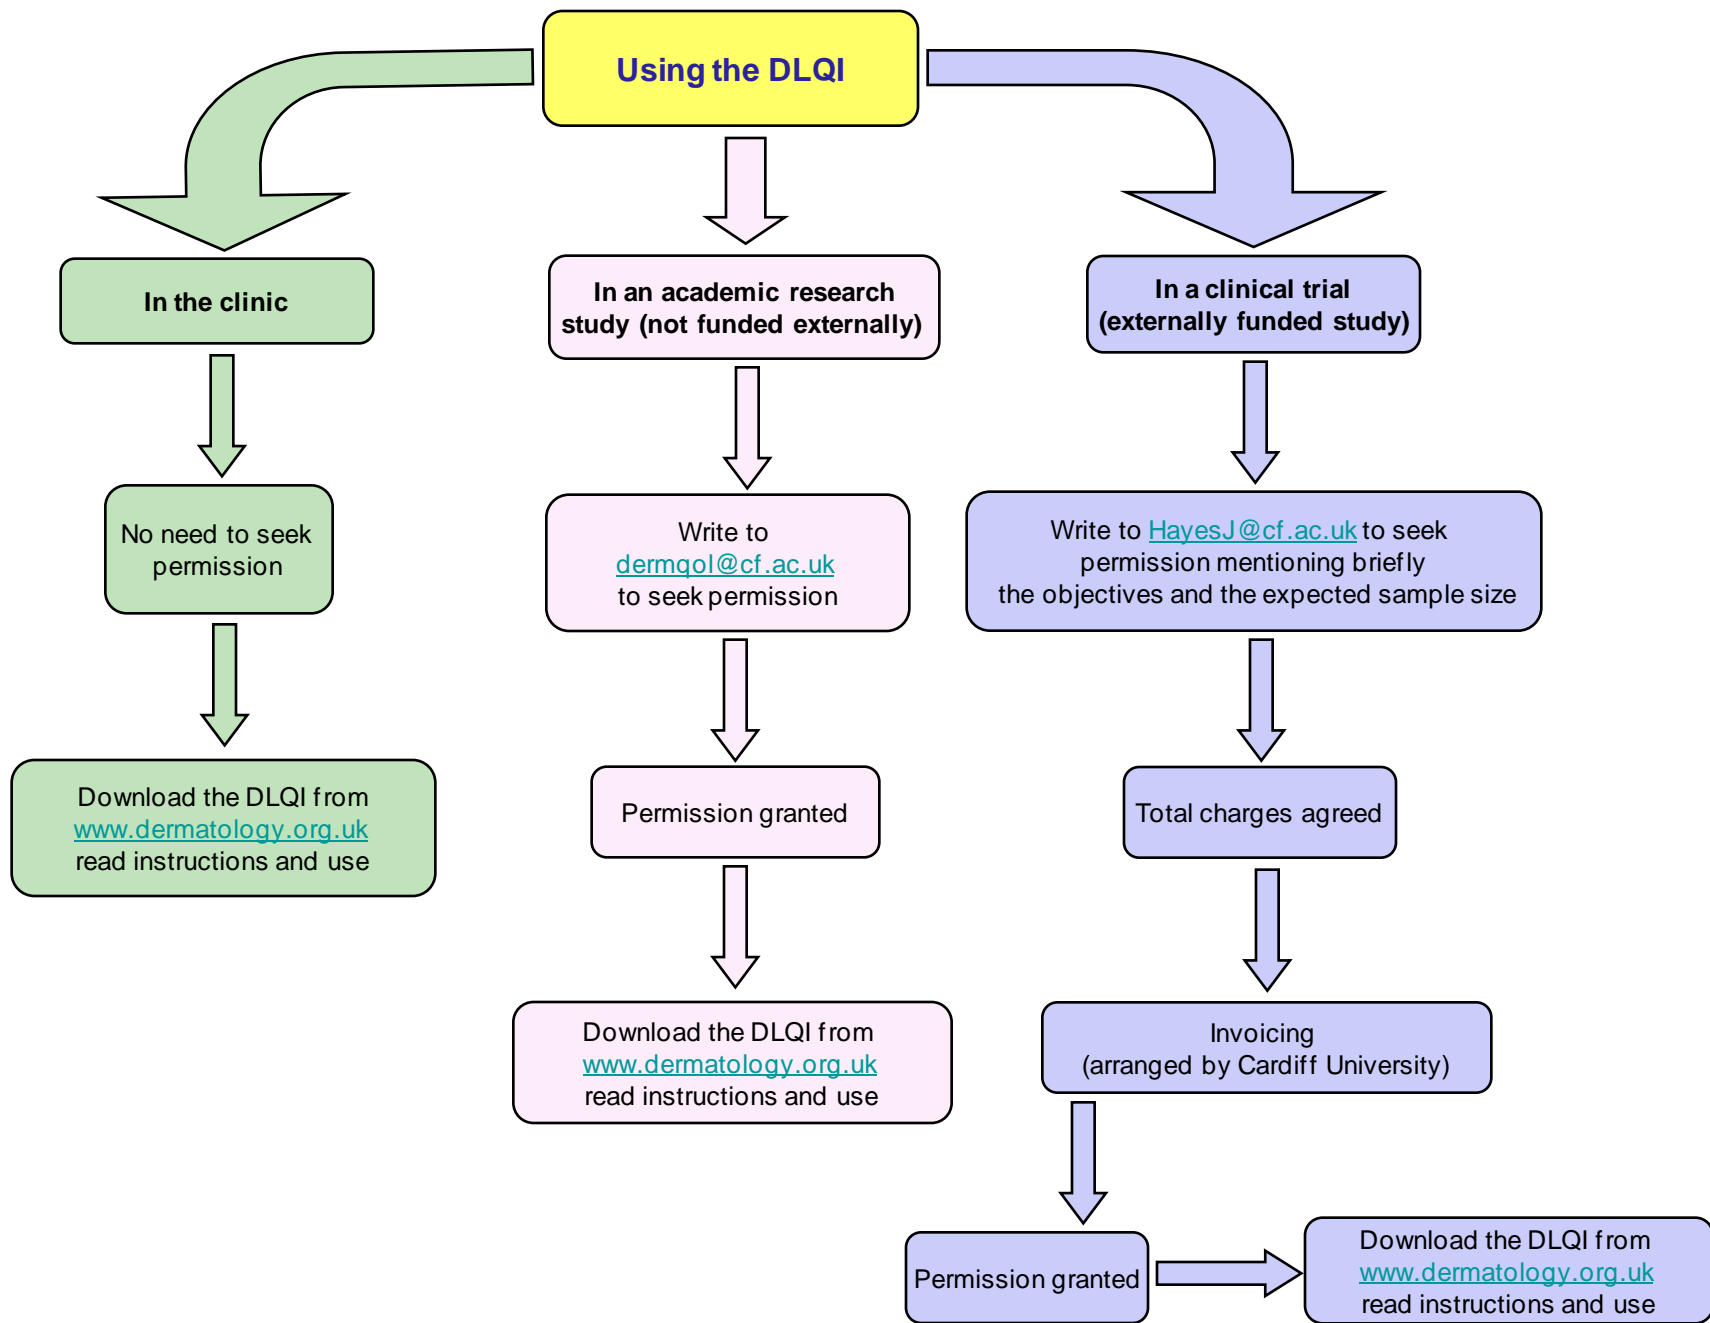 Using the DLQI
In the clinic
No need to seek
permission
Download the DLQI from
www.dermatology.org.uk
read instructions and use
In an academic research
study (not funded externally)
Write to
dermqol@cf.ac.uk
to seek permission
Permission granted
Download the DLQI from
www.dermatology.org.uk
read instructions and use
In a clinical trial
(externally funded study)
Write to HayesJ@cf.ac.uk to seek
permission mentioning briefly
the objectives and the expected sample size
Total charges agreed
Invoicing
(arranged by Cardiff University)
Permission granted
Download the DLQI from
www.dermatology.org.uk
read instructions and use